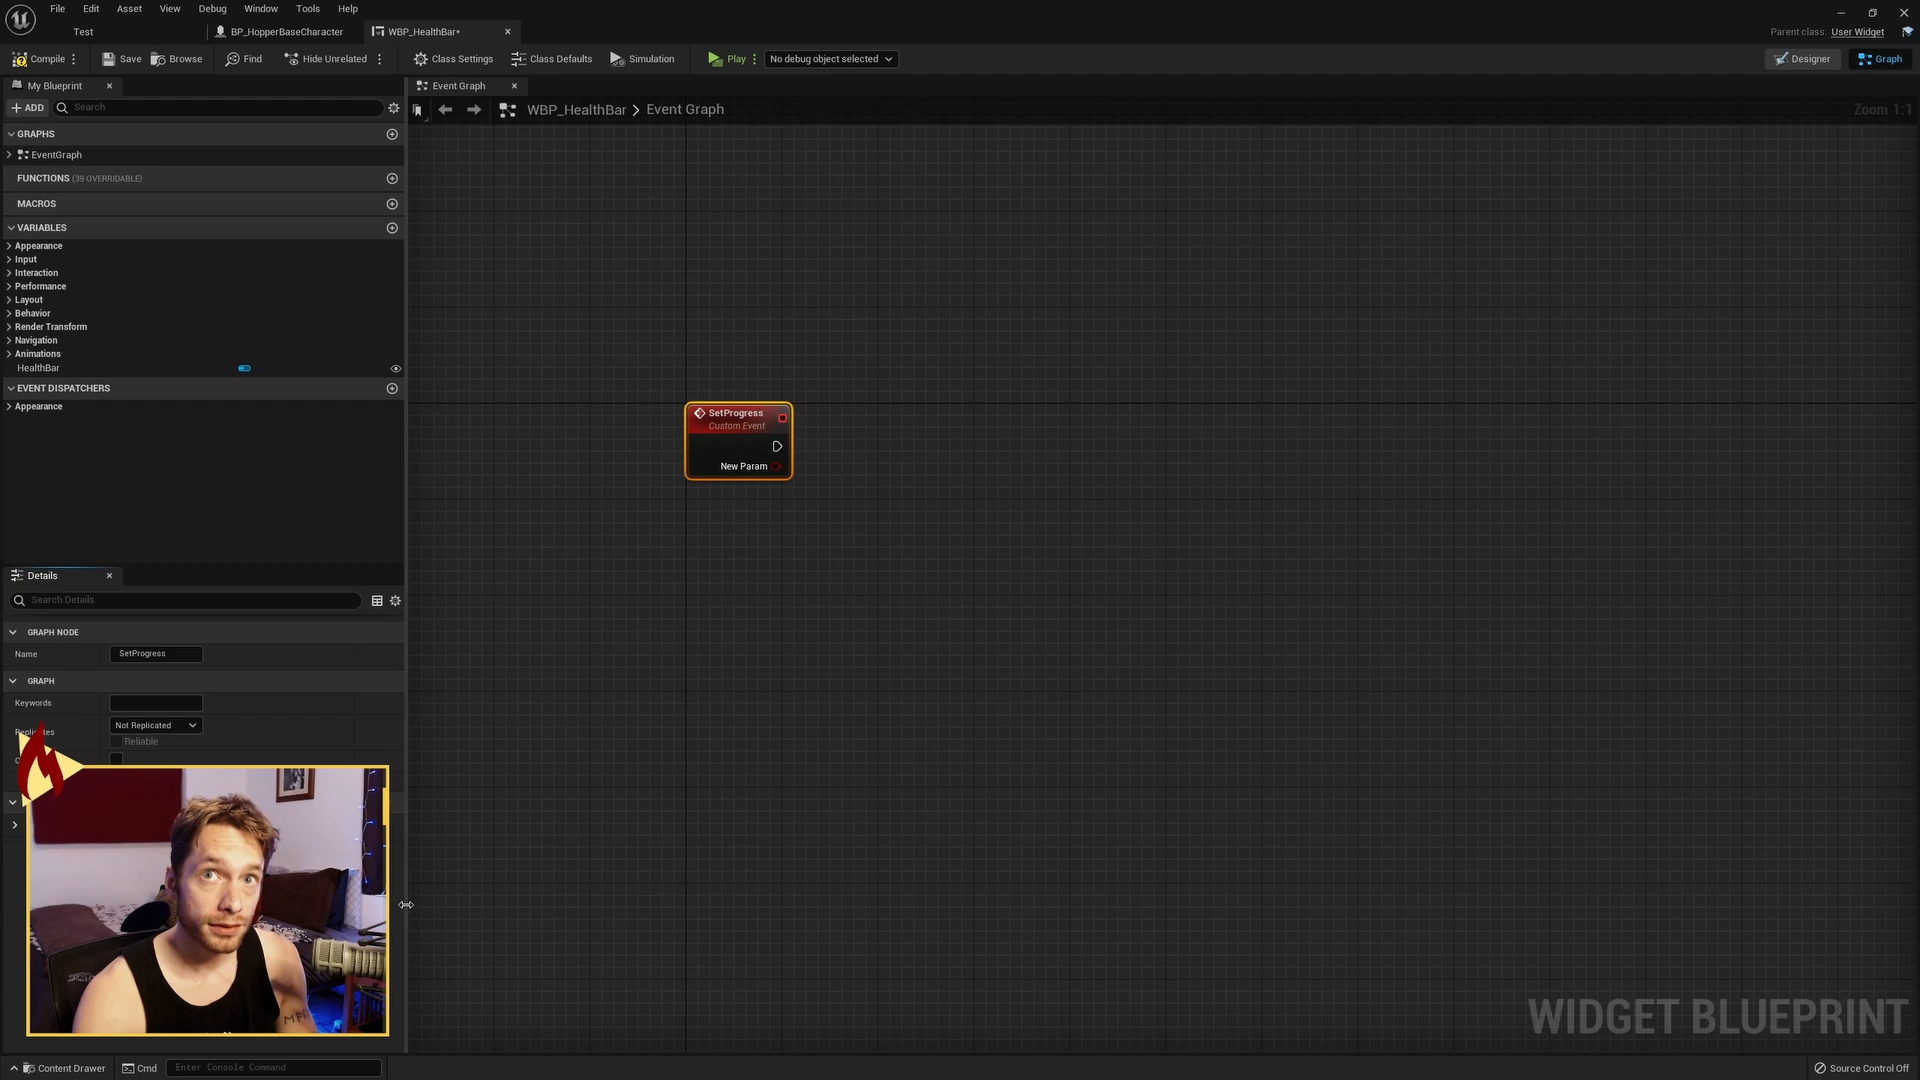 File Edit Asset View Debug Window Tools Help
Test
BP_HopperBaseCharacter
WBP_HealthBar*
Parent class: User Widget
Compile
Save
Browse
Find
Hide Unrelated
Class Settings
Class Defaults
Simulation
Play
No debug object selected
Designer
Graph
My Blueprint
Event Graph
ADD
Search
WBP_HealthBar > Event Graph
Zoom 1:1
GRAPHS
EventGraph
FUNCTIONS (39 OVERRIDABLE)
MACROS
VARIABLES
Appearance
Input
Interaction
Performance
Layout
Behavior
Render Transform
Navigation
Animations
HealthBar
EVENT DISPATCHERS
Appearance
SetProgress
Custom Event
New Param
Details
Search Details
GRAPH NODE
Name SetProgress
GRAPH
Keywords
Replicates Not Replicated
Reliable
WIDGET BLUEPRINT
Content Drawer
Cmd
Enter Console Command
Source Control Off